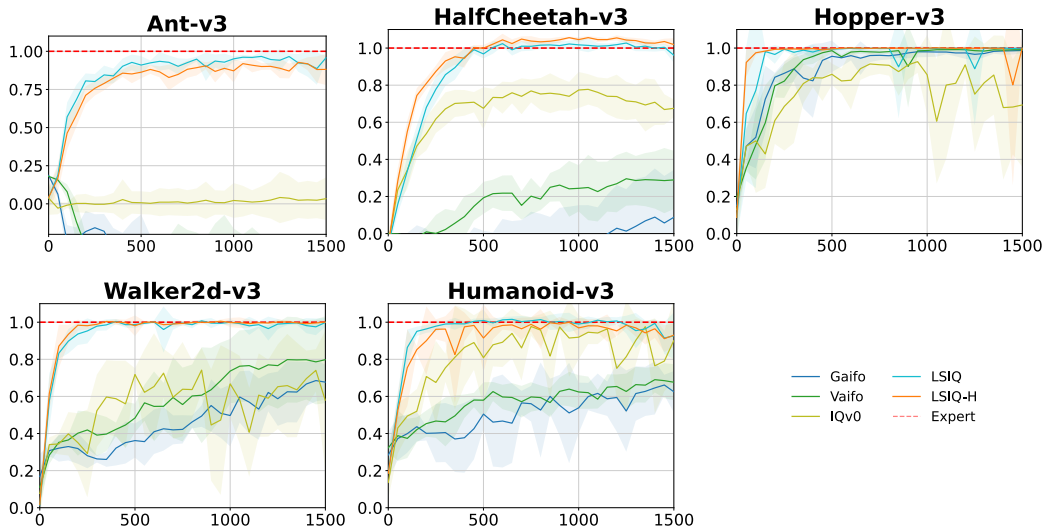 Ant-v3
1.00
0.75
0.50
0.25
0.00
0 500 1000 1500
HalfCheetah-v3
1.0
0.8
0.6
0.4
0.2
0.0
0 500 1000 1500
Hopper-v3
1.0
0.8
0.6
0.4
0.2
0.0
0 500 1000 1500
Walker2d-v3
1.0
0.8
0.6
0.4
0.2
0.0
0 500 1000 1500
Humanoid-v3
1.0
0.8
0.6
0.4
0.2
0.0
0 500 1000 1500
Gaifo
Vaifo
IQv0
LSIQ
LSIQ-H
Expert